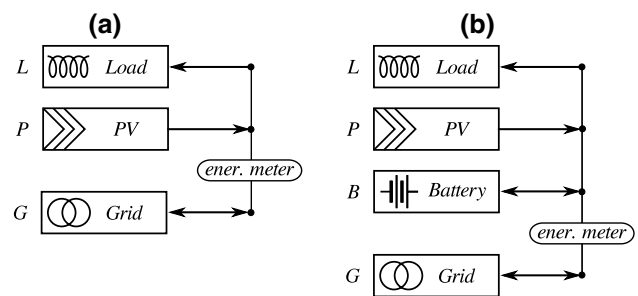 (a)
L Load
P PV
ener. meter
G Grid
(b)
L Load
P PV
B Battery
ener. meter
G Grid